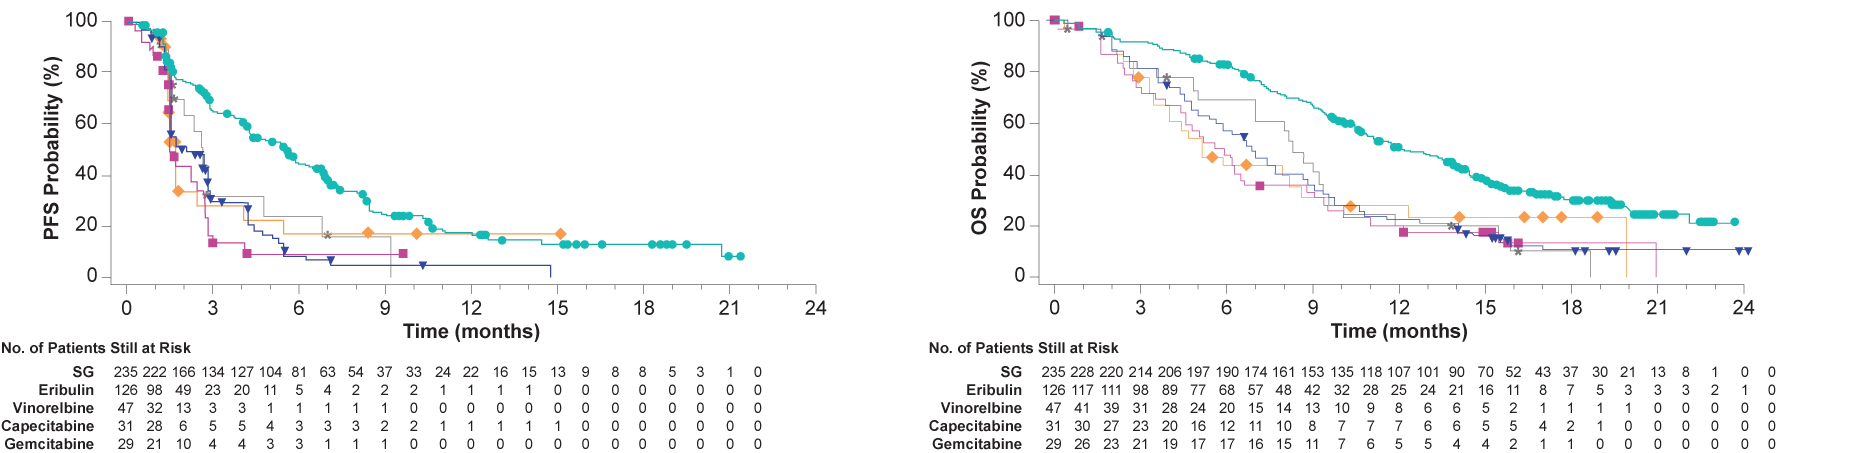 PFS Probability (%)
100
80
60
40
20
0
0 3 6 9 12 15 18 21 24
Time (months)
No. of Patients Still at Risk
SG 235 222 166 134 127 104 81 63 54 37 33 24 22 16 15 13 9 8 8 5 3 1 0
Eribulin 126 98 49 23 20 11 5 4 2 2 2 1 1 1 1 0 0 0 0 0 0 0 0
Vinorelbine 47 32 13 3 3 1 1 1 1 1 0 0 0 0 0 0 0 0 0 0 0 0 0
Capecitabine 31 28 6 5 5 4 3 3 3 2 2 1 1 1 1 1 0 0 0 0 0 0 0
Gemcitabine 29 21 10 4 4 3 3 1 1 1 0 0 0 0 0 0 0 0 0 0 0 0 0
OS Probability (%)
100
80
60
40
20
0
0 3 6 9 12 15 18 21 24
Time (months)
No. of Patients Still at Risk
SG 235 228 220 214 206 197 190 174 161 153 135 118 107 101 90 70 52 43 37 30 21 13 8 1 0 0
Eribulin 126 117 111 98 89 77 68 57 48 42 32 28 25 24 21 16 11 8 7 5 3 3 3 2 1 0
Vinorelbine 47 41 39 31 28 24 20 15 14 13 10 9 8 6 6 5 2 1 1 1 1 0 0 0 0 0
Capecitabine 31 30 27 23 20 16 12 11 10 8 7 7 7 6 6 5 5 4 2 1 0 0 0 0 0 0
Gemcitabine 29 26 23 21 19 17 17 16 15 11 7 6 5 5 4 4 2 1 1 0 0 0 0 0 0 0